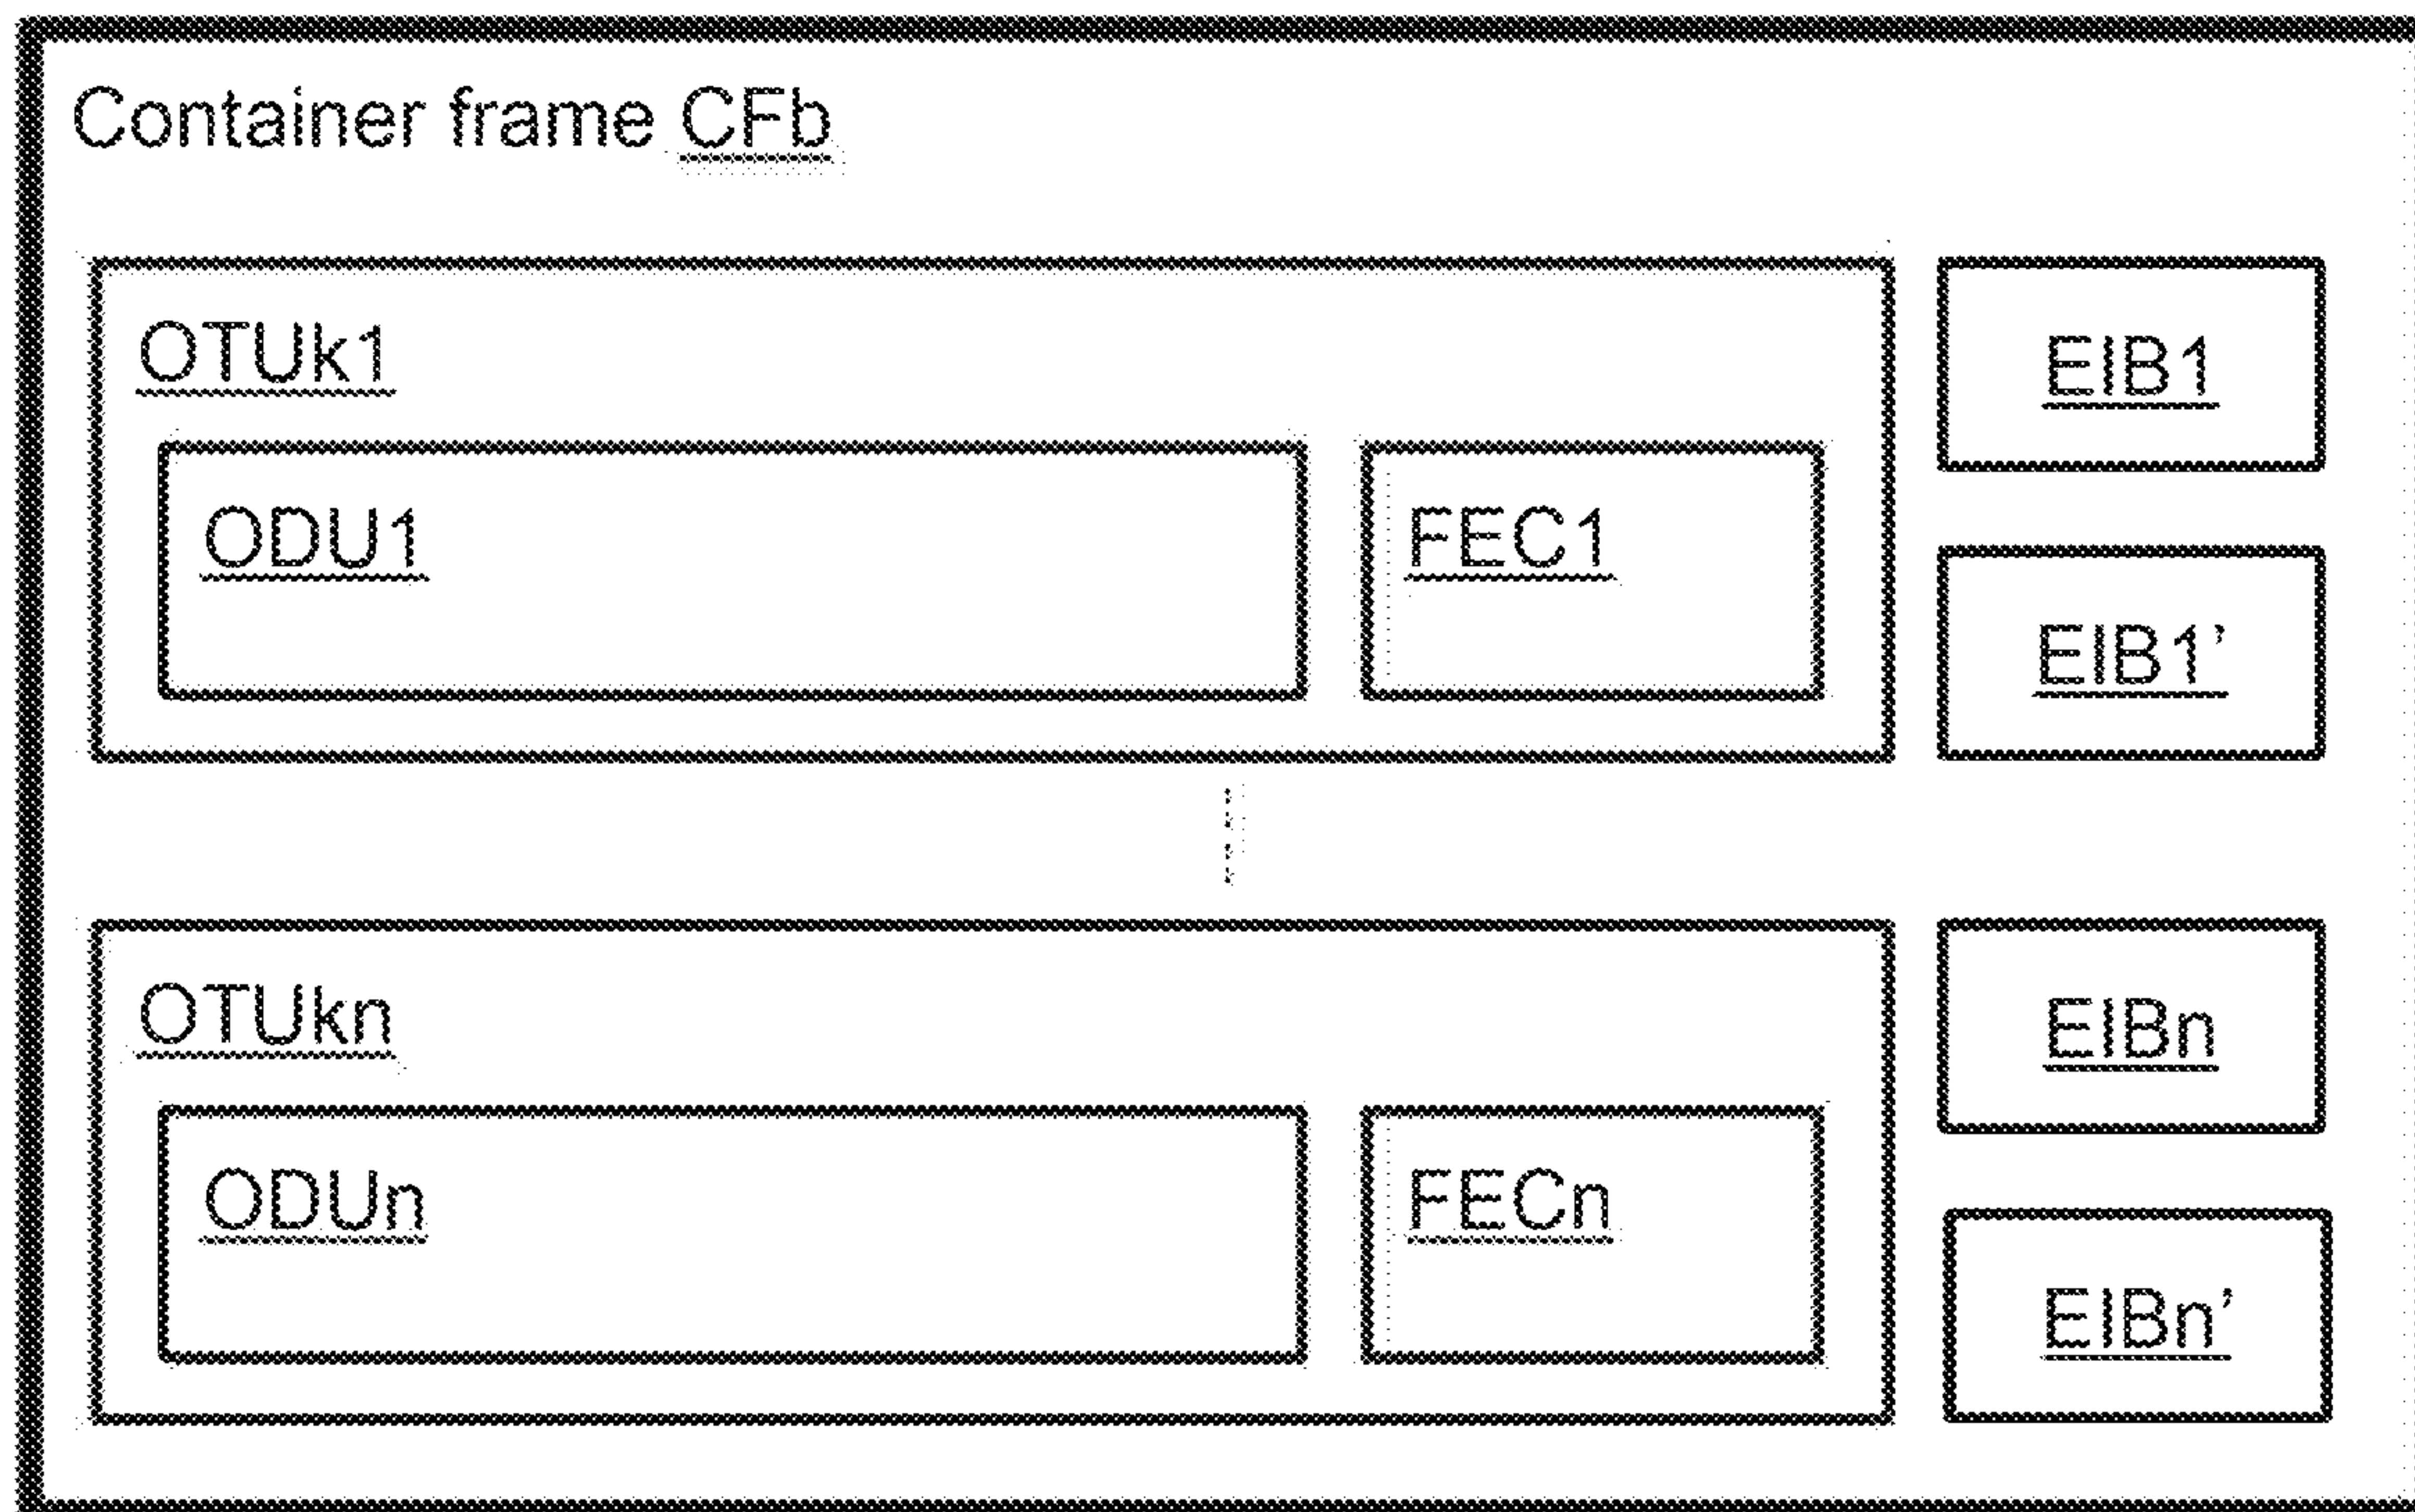 Container frame CFb
OTUk1
EIB1
ODU1
FEC1
EIB1’
OTUkn
EIBn
ODUn
FECn
EIBn’